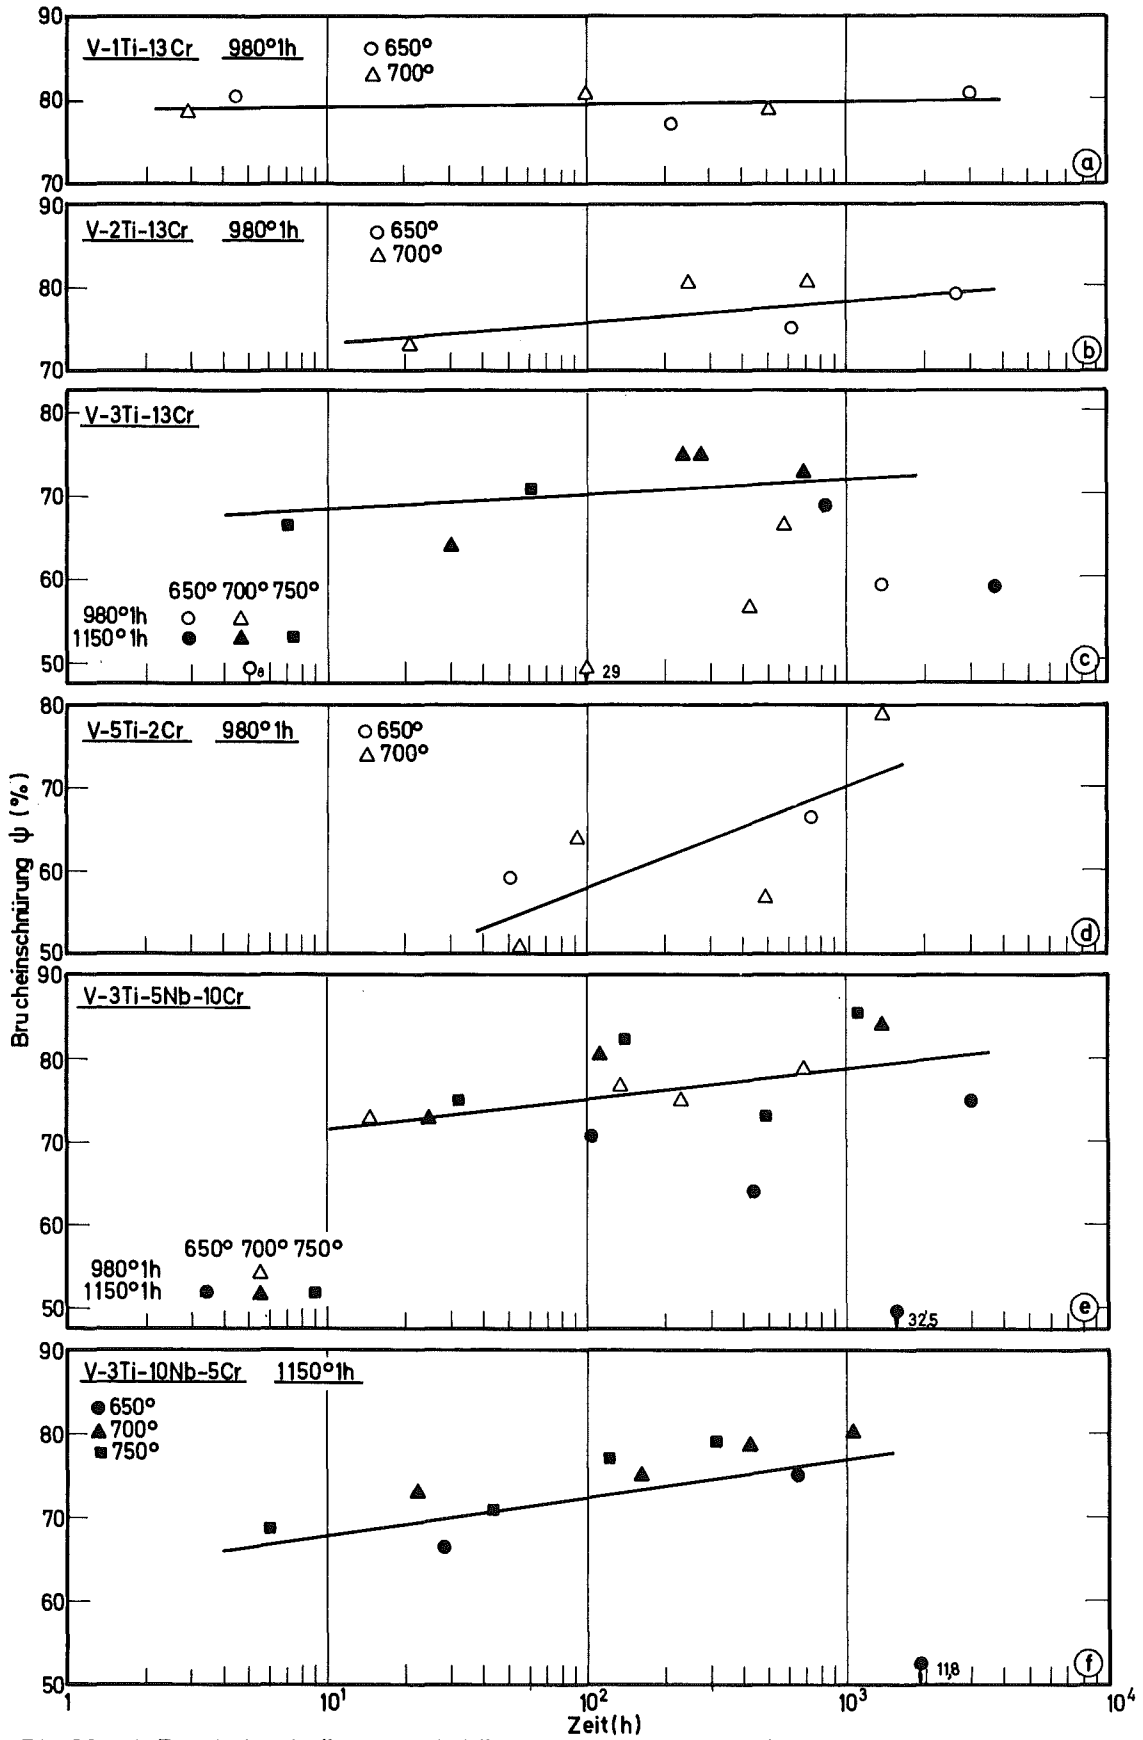 90
V-1Ti-13Cr 980°1h
650°
700°
80
70
a
90
V-2Ti-13Cr 980°1h
650°
700°
80
70
b
80
V-3Ti-13Cr
70
60
650° 700° 750°
980°1h
1150°1h
50
8
29
c
80
V-5Ti-2Cr 980°1h
650°
700°
70
60
50
d
Brucheinschnürung ψ (%)
90
V-3Ti-5Nb-10Cr
80
70
60
650° 700° 750°
980°1h
1150°1h
50
32,5
e
90
V-3Ti-10Nb-5Cr 1150°1h
650°
700°
750°
80
70
60
50
11,8
f
1 10¹ 10² 10³ 10⁴
Zeit(h)